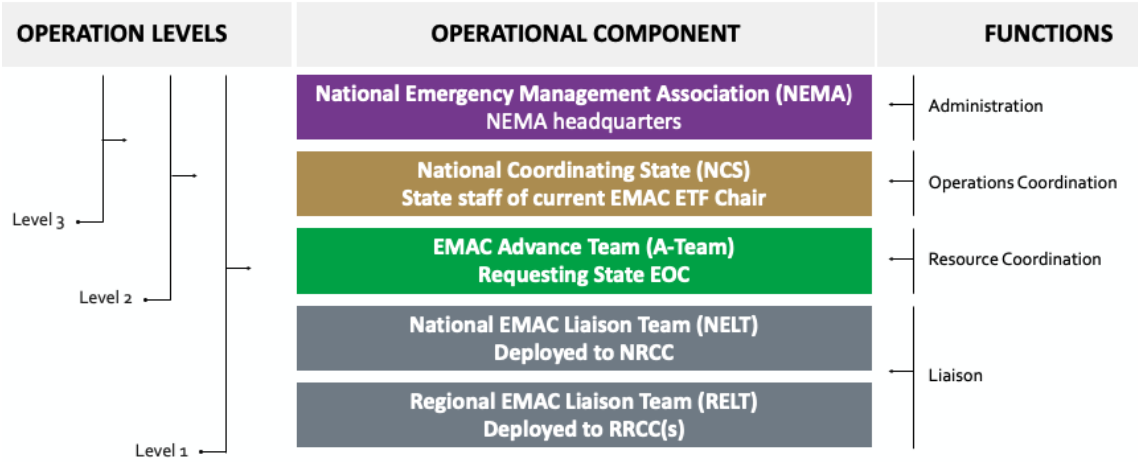 OPERATION LEVELS
OPERATIONAL COMPONENT
FUNCTIONS
National Emergency Management Association (NEMA)
NEMA headquarters
Administration
National Coordinating State (NCS)
State staff of current EMAC ETF Chair
Operations Coordination
Level 3
EMAC Advance Team (A-Team)
Requesting State EOC
Resource Coordination
Level 2
National EMAC Liaison Team (NELT)
Deployed to NRCC
Liaison
Regional EMAC Liaison Team (RELT)
Deployed to RRCC(s)
Level 1